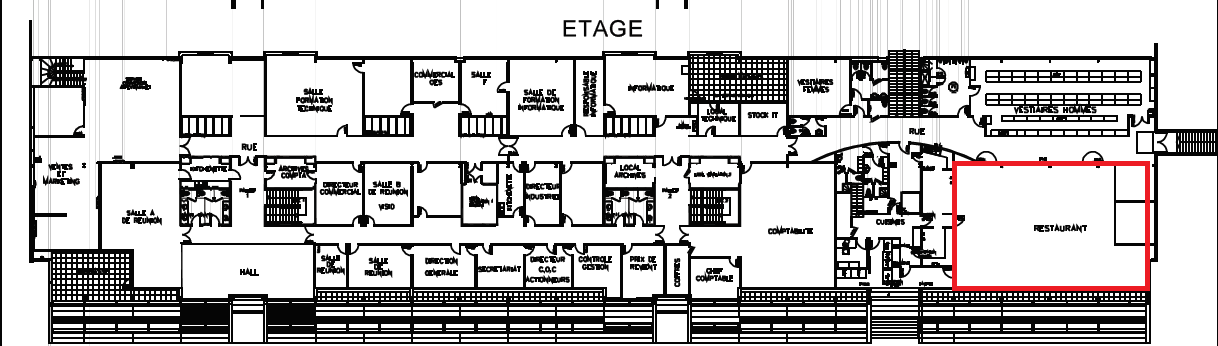 ETAGE
COMMERCIAL
GES
SALLE
F
SALLE
FORMATION
TECHNIQUE
SALLE DE
FORMATION
INFORMATIQUE
RESPONSABLE
INFORMATIQUE
INFORMATIQUE
VESTIAIRES
FEMMES
LOCAL
TECHNIQUE
STOCK IT
VESTIAIRES HOMMES
RUE
RUE
VENTES
ET
MARKETING
ARCHIVES
COMPTA
SALLE A
DE REUNION
DIRECTEUR
COMMERCIAL
SALLE B
DE REUNION
VISIO
DIRECTEUR
INDUSTRIEL
LOCAL
ARCHIVES
COMPTABILITE
CUISINES
RESTAURANT
HALL
SALLE
DE
REUNION
SALLE
DE
REUNION
DIRECTION
GENERALE
SECRETARIAT
DIRECTEUR
C.O.C
ACTIONNEURS
CONTROLE
GESTION
PRIX DE
REVIENT
COFFRES
CHEF
COMPTABLE